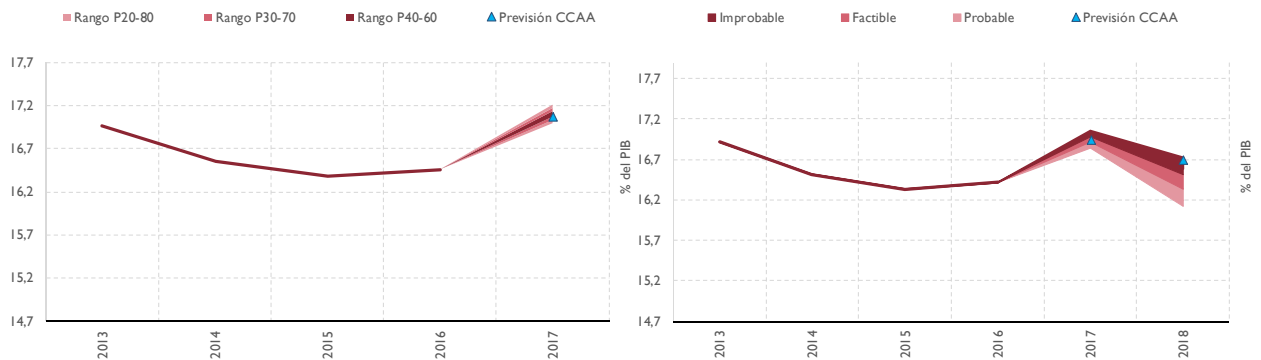 Rango P20-80 Rango P30-70 Rango P40-60 Previsión CCAA
17,7
17,2
16,7
16,2
15,7
15,2
14,7
2013 2014 2015 2016 2017
% del PIB
Improbable Factible Probable Previsión CCAA
17,7
17,2
16,7
16,2
15,7
15,2
14,7
2013 2014 2015 2016 2017 2018
% del PIB